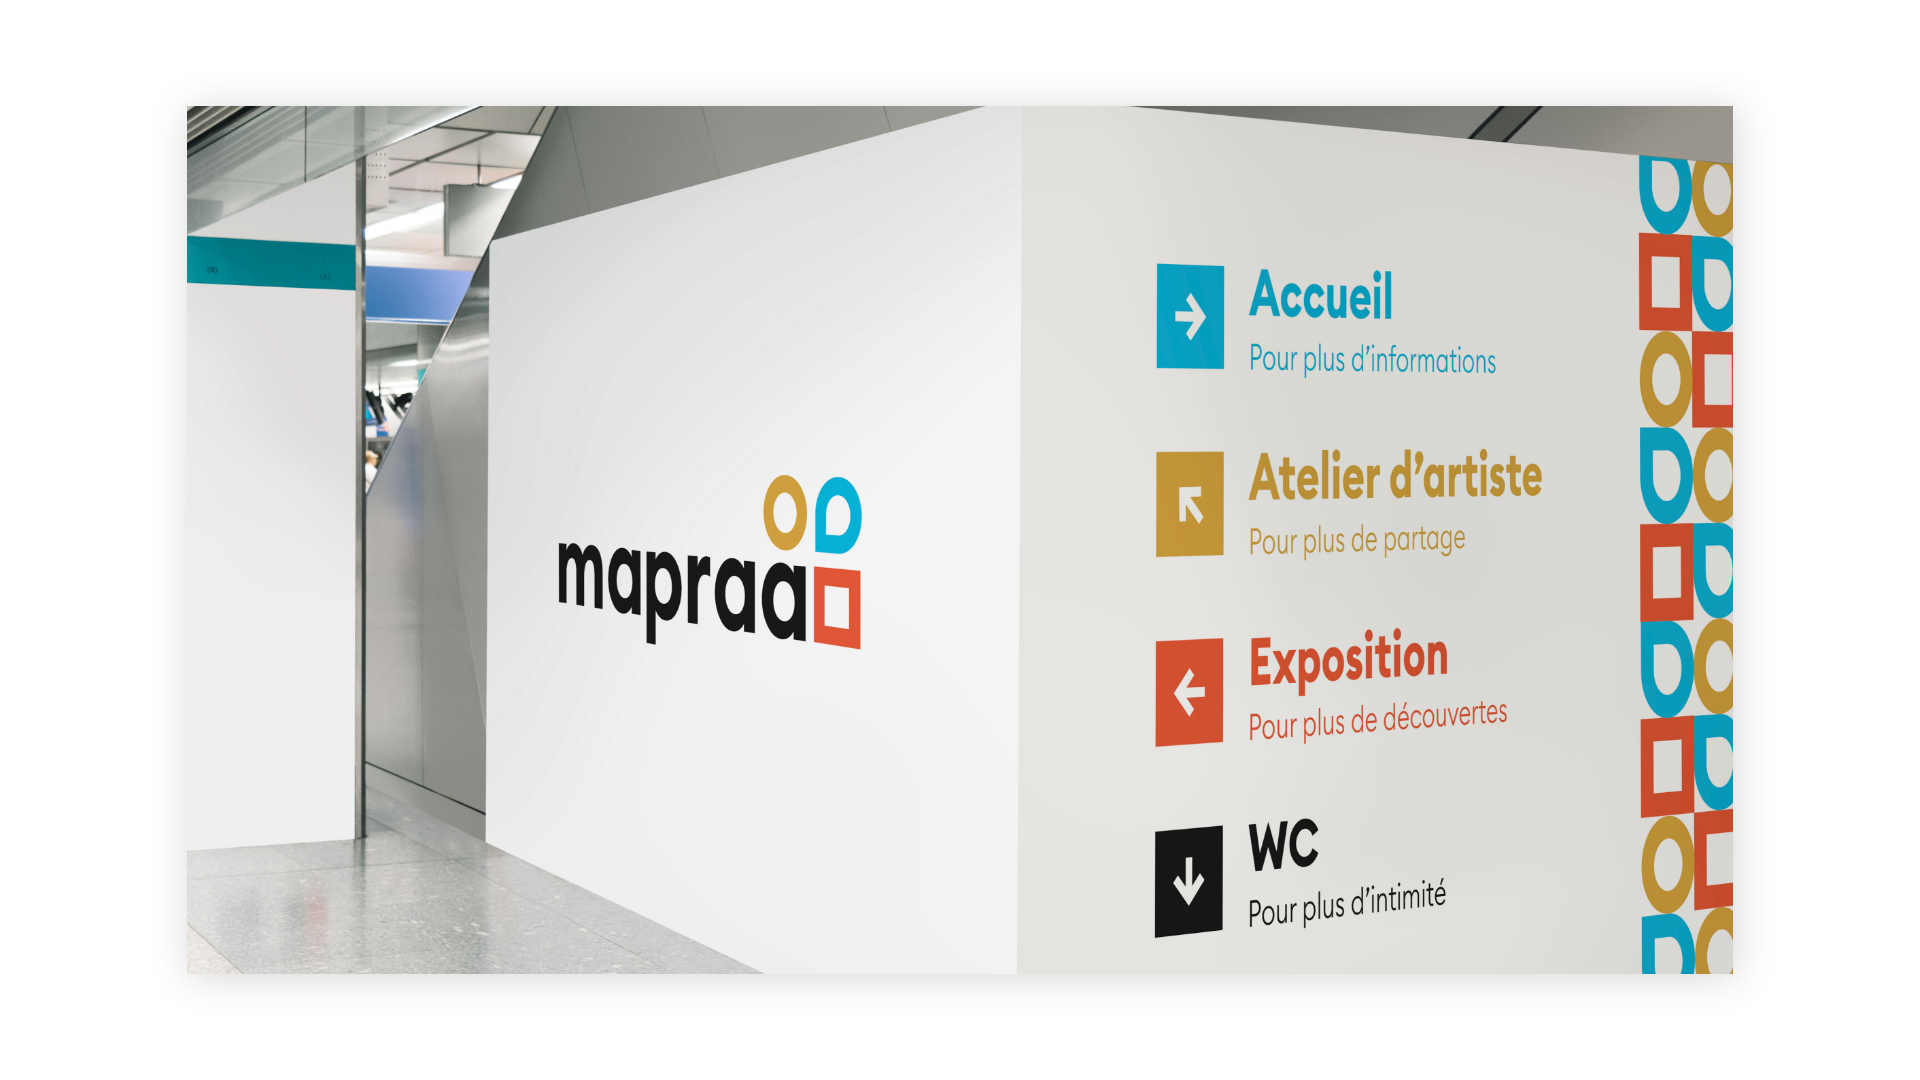 mapraa
Accueil
Pour plus d'informations
Atelier d'artiste
Pour plus de partage
Exposition
Pour plus de découvertes
WC
Pour plus d'intimité